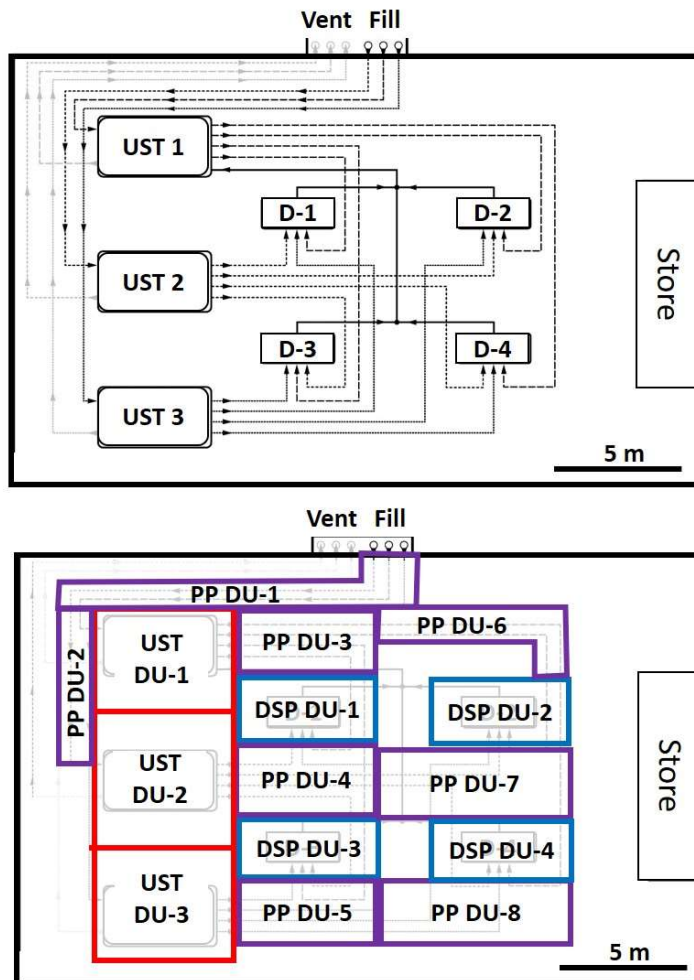 Vent Fill
UST 1
D-1
D-2
UST 2
Store
D-3
D-4
UST 3
5 m
Vent Fill
PP DU-1
PP DU-2
UST
DU-1
PP DU-3
PP DU-6
DSP DU-1
DSP DU-2
UST
DU-2
PP DU-4
PP DU-7
Store
DSP DU-3
DSP DU-4
UST
DU-3
PP DU-5
PP DU-8
5 m